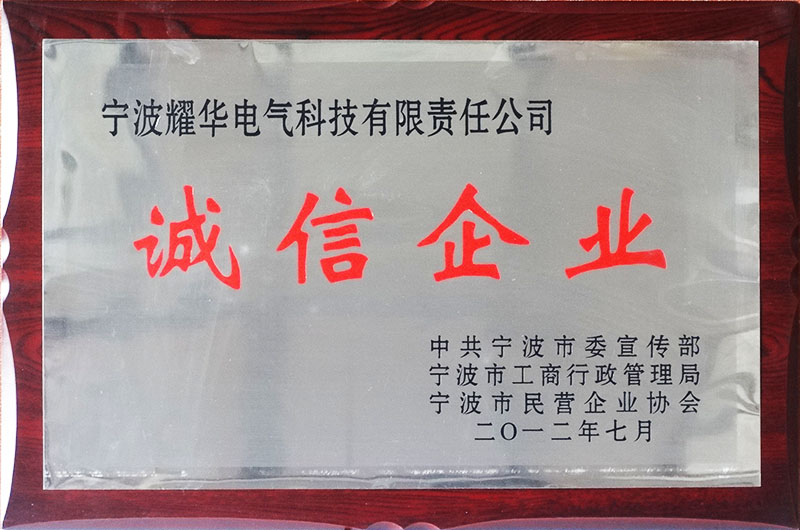 宁波耀华电气科技有限责任公司
诚信企业
中共宁波市委宣传部
宁波市工商行政管理局
宁波市民营企业协会
二〇一二年七月